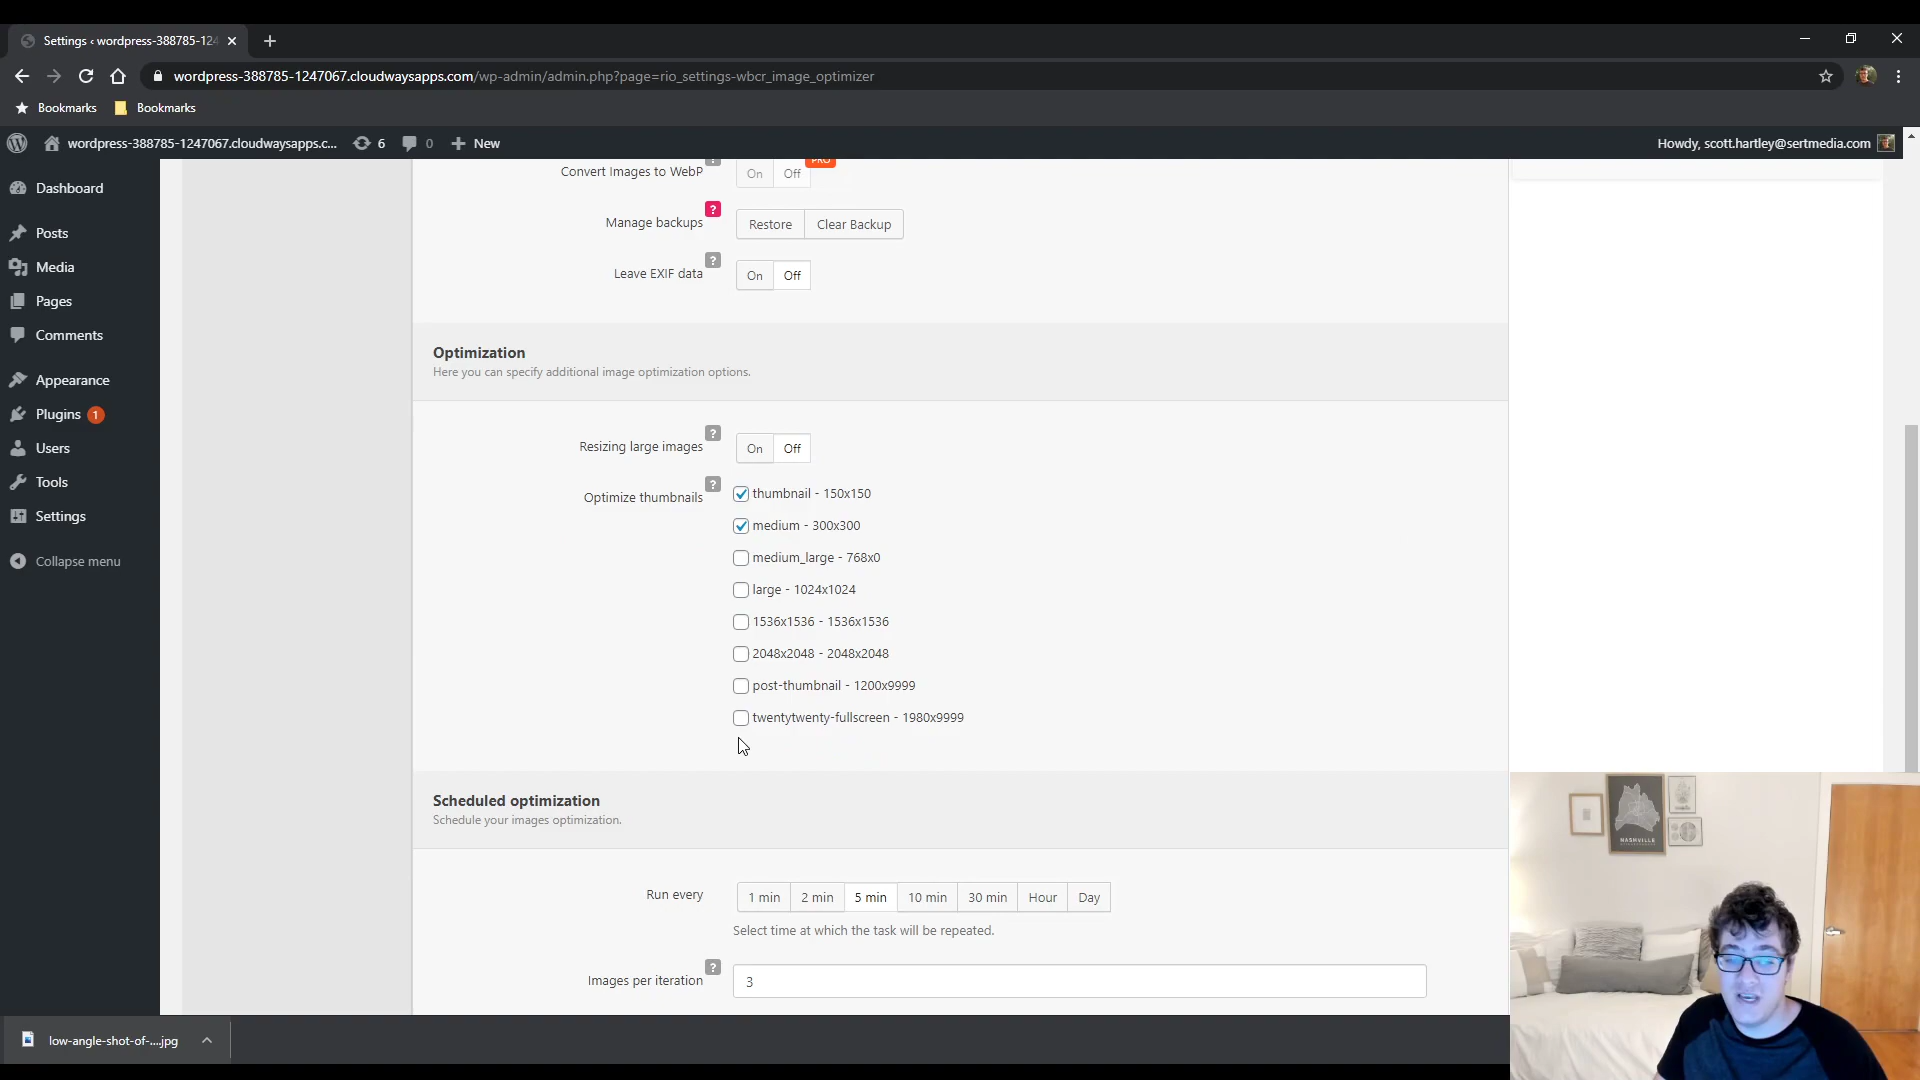 Settings ‹ wordpress-388785-124
wordpress-388785-1247067.cloudwaysapps.com/wp-admin/admin.php?page=rio_settings-wbcr_image_optimizer
Bookmarks
Bookmarks
wordpress-388785-1247067.cloudwaysapps.c...
6
0
New
Howdy, scott.hartley@sertmedia.com
Dashboard
Posts
Media
Pages
Comments
Appearance
Plugins 1
Users
Tools
Settings
Collapse menu
Convert Images to WebP
On
Off
PRO
Manage backups
?
Restore
Clear Backup
Leave EXIF data
?
On
Off
Optimization
Here you can specify additional image optimization options.
Resizing large images
?
On
Off
Optimize thumbnails
?
thumbnail - 150x150
medium - 300x300
medium_large - 768x0
large - 1024x1024
1536x1536 - 1536x1536
2048x2048 - 2048x2048
post-thumbnail - 1200x9999
twentytwenty-fullscreen - 1980x9999
Scheduled optimization
Schedule your images optimization.
Run every
1 min
2 min
5 min
10 min
30 min
Hour
Day
Select time at which the task will be repeated.
Images per iteration
?
3
low-angle-shot-of-....jpg
NASHVILLE